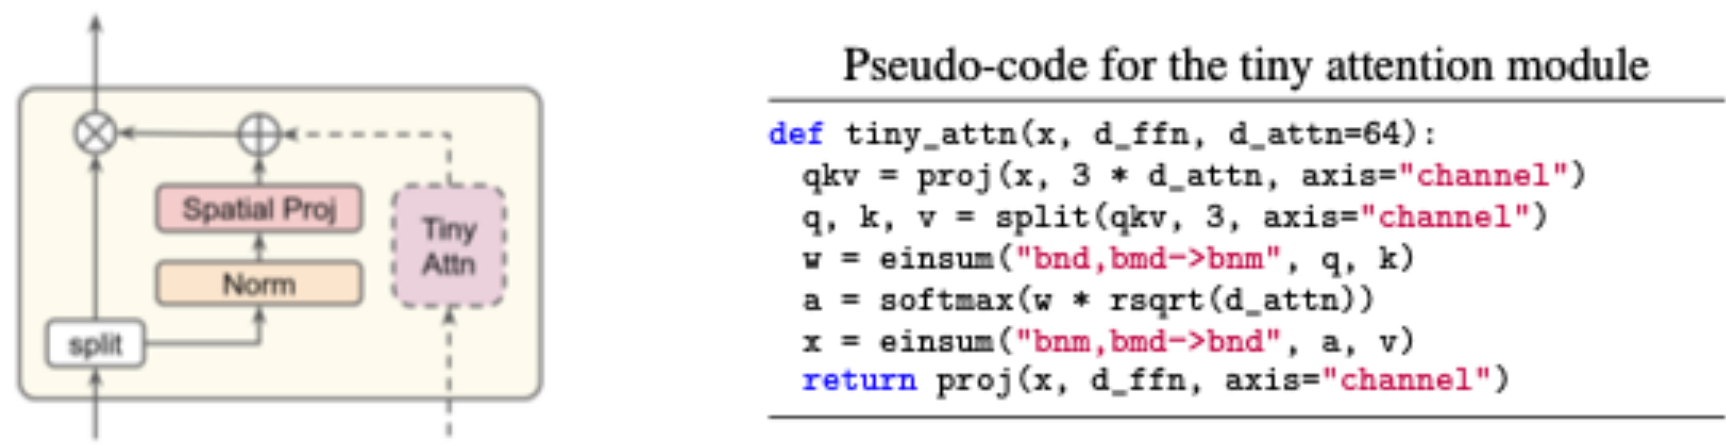 Spatial Proj
Norm
split
Tiny
Attn
Pseudo-code for the tiny attention module
def tiny_attn(x, d_ffn, d_attn=64):
  qkv = proj(x, 3 * d_attn, axis="channel")
  q, k, v = split(qkv, 3, axis="channel")
  w = einsum("bnd,bmd->bnm", q, k)
  a = softmax(w * rsqrt(d_attn))
  x = einsum("bnm,bmd->bnd", a, v)
  return proj(x, d_ffn, axis="channel")